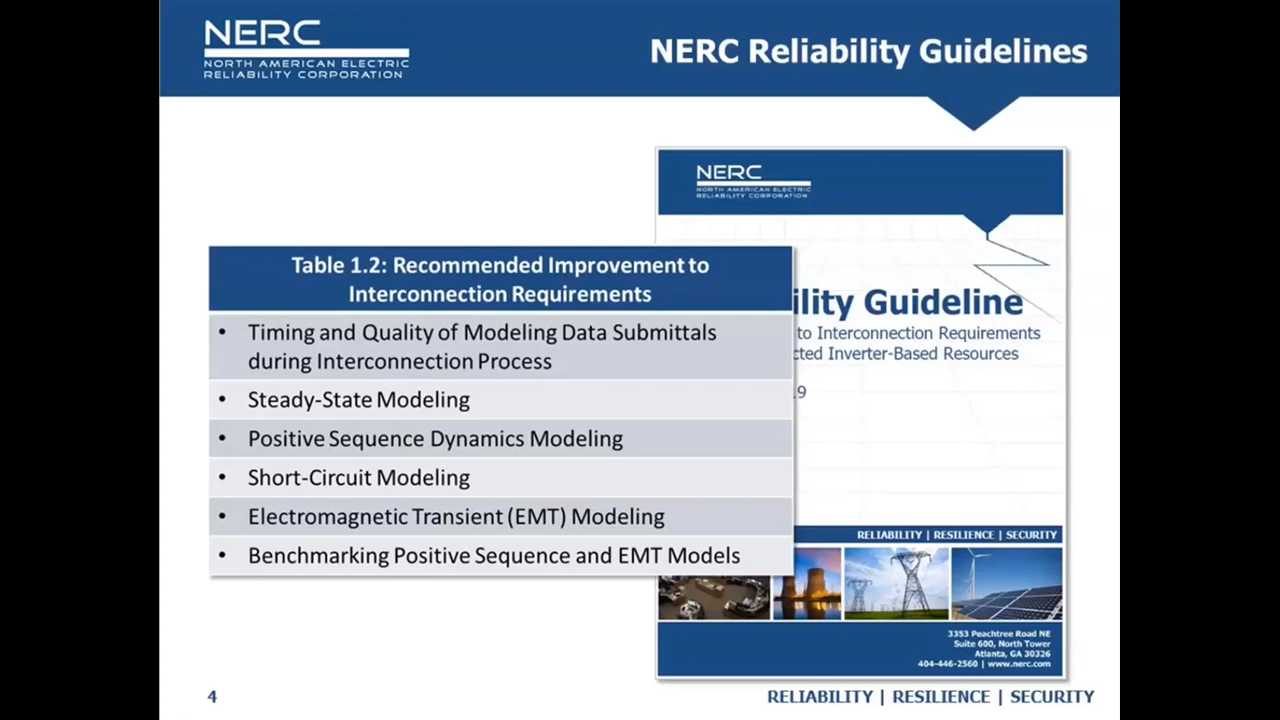 NERC
NORTH AMERICAN ELECTRIC
RELIABILITY CORPORATION
NERC Reliability Guidelines
NERC
NORTH AMERICAN ELECTRIC
RELIABILITY CORPORATION
Table 1.2: Recommended Improvement to
Interconnection Requirements
• Timing and Quality of Modeling Data Submittals
during Interconnection Process
• Steady-State Modeling
• Positive Sequence Dynamics Modeling
• Short-Circuit Modeling
• Electromagnetic Transient (EMT) Modeling
• Benchmarking Positive Sequence and EMT Models
Guideline
to Interconnection Requirements
Inverter-Based Resources
RELIABILITY | RESILIENCE | SECURITY
3353 Peachtree Road NE
Suite 600, North Tower
Atlanta, GA 30326
404-446-2560 | www.nerc.com
4
RELIABILITY | RESILIENCE | SECURITY